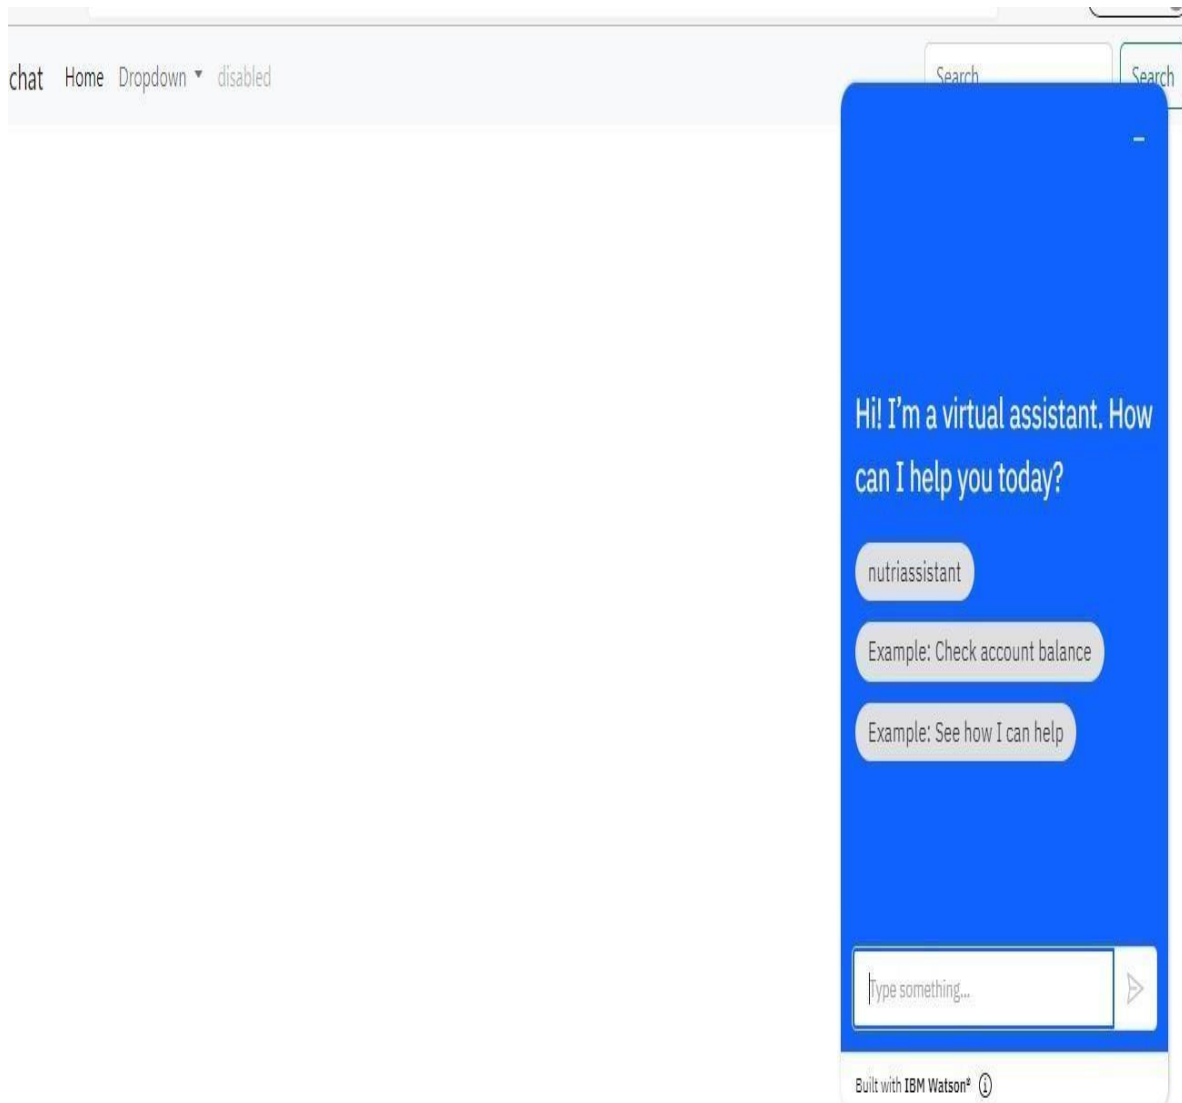 chat Home Dropdown disabled Search Search
Hi! I'm a virtual assistant. How
can I help you today?
nutriassistant
Example: Check account balance
Example: See how I can help
Type something...
Built with IBM Watson®